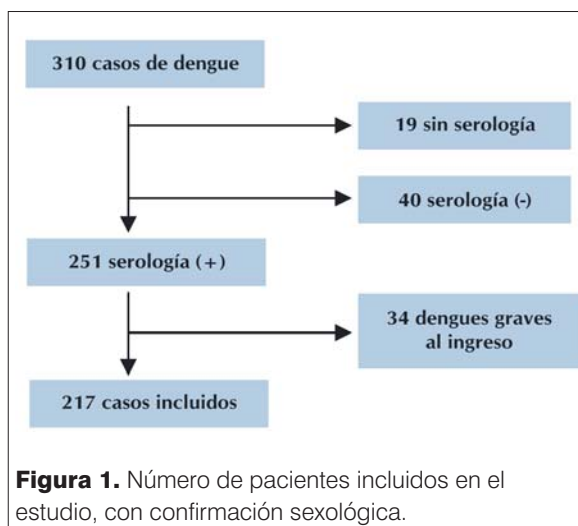 310 casos de dengue
19 sin serología
40 serología (-)
251 serología (+)
34 dengues graves
al ingreso
217 casos incluidos
Figura 1. Número de pacientes incluidos en el
estudio, con confirmación sexológica.